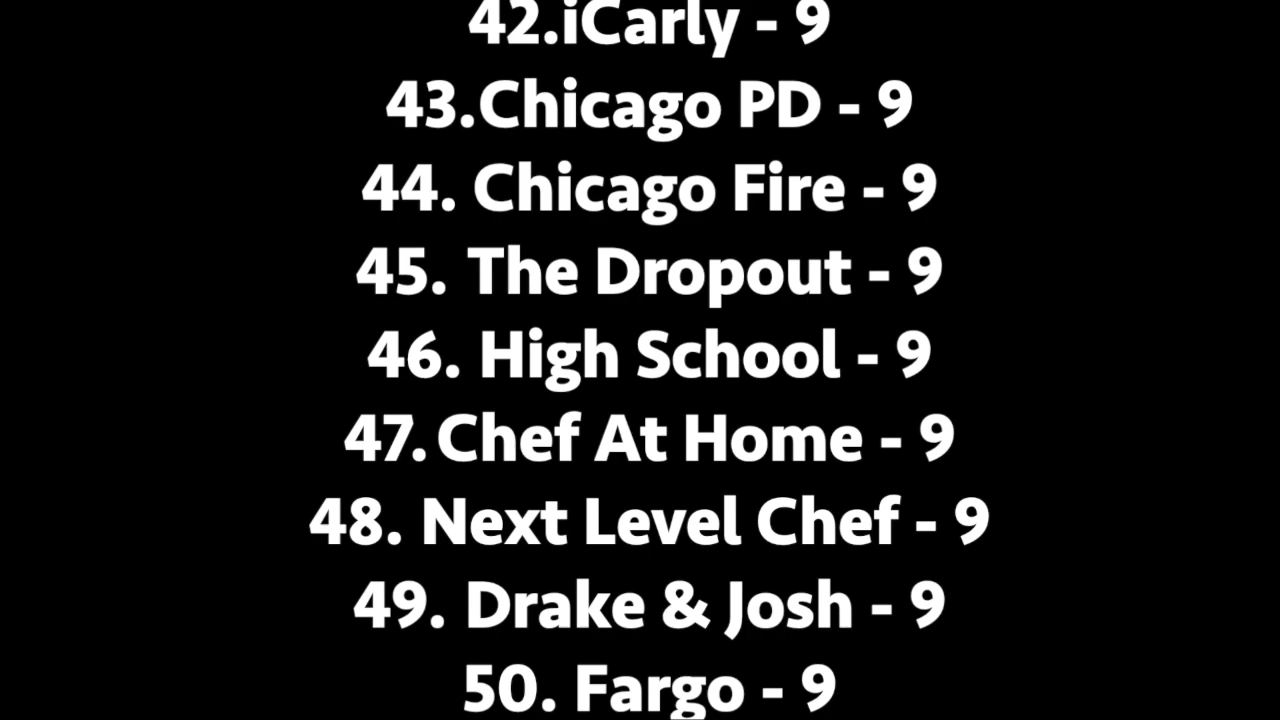 42.iCarly - 9
43.Chicago PD - 9
44. Chicago Fire - 9
45. The Dropout - 9
46. High School - 9
47. Chef At Home - 9
48. Next Level Chef - 9
49. Drake & Josh - 9
50. Fargo - 9